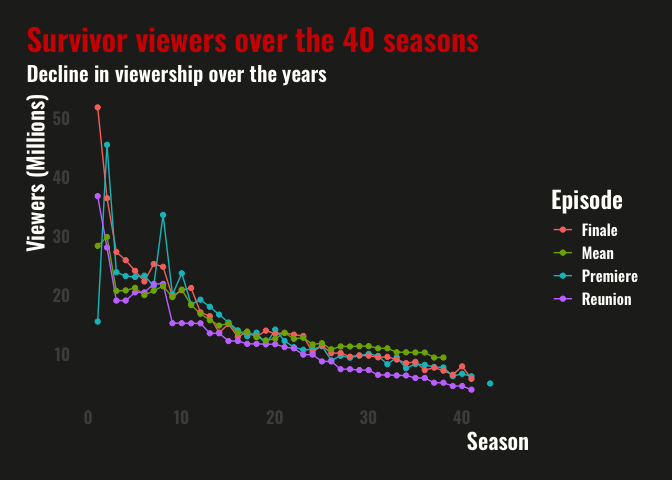 Survivor viewers over the 40 seasons
Decline in viewership over the years
Viewers (Millions)
50
40
30
20
10
0 10 20 30 40
Season
Episode
Finale
Mean
Premiere
Reunion